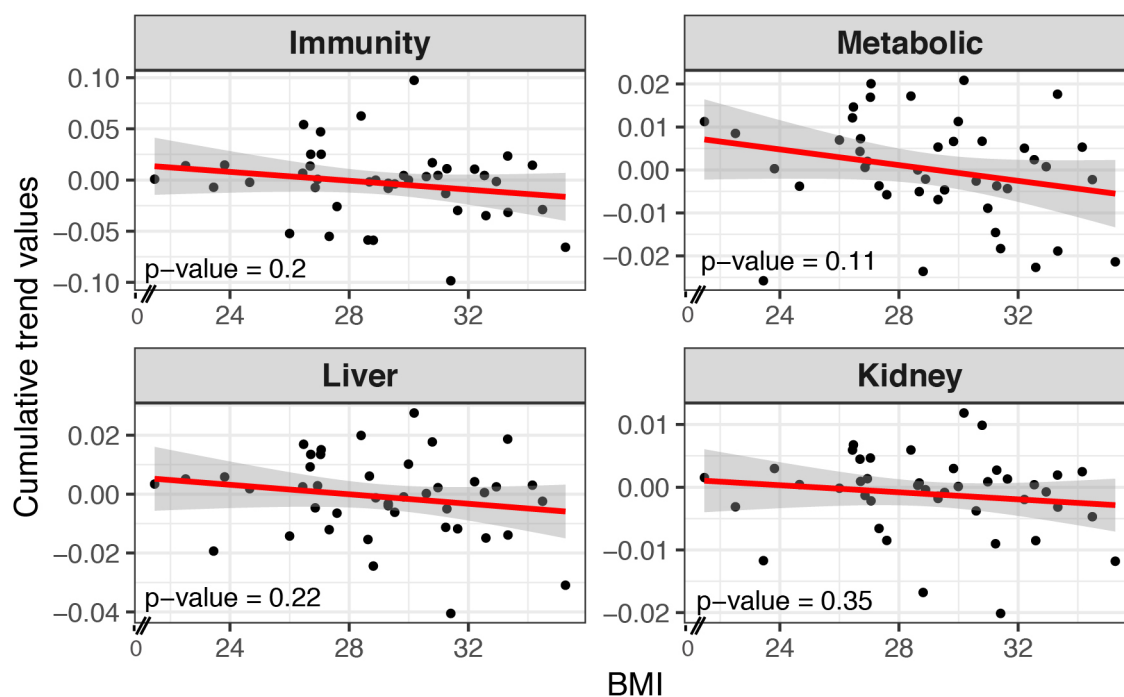 Immunity
Metabolic
0.10
0.05
0.00
−0.05
−0.10
p−value = 0.2
0 24 28 32
0.02
0.01
0.00
−0.01
−0.02
p−value = 0.11
0 24 28 32
Cumulative trend values
Liver
Kidney
0.02
0.00
−0.02
−0.04
p−value = 0.22
0 24 28 32
0.01
0.00
−0.01
−0.02
p−value = 0.35
0 24 28 32
BMI